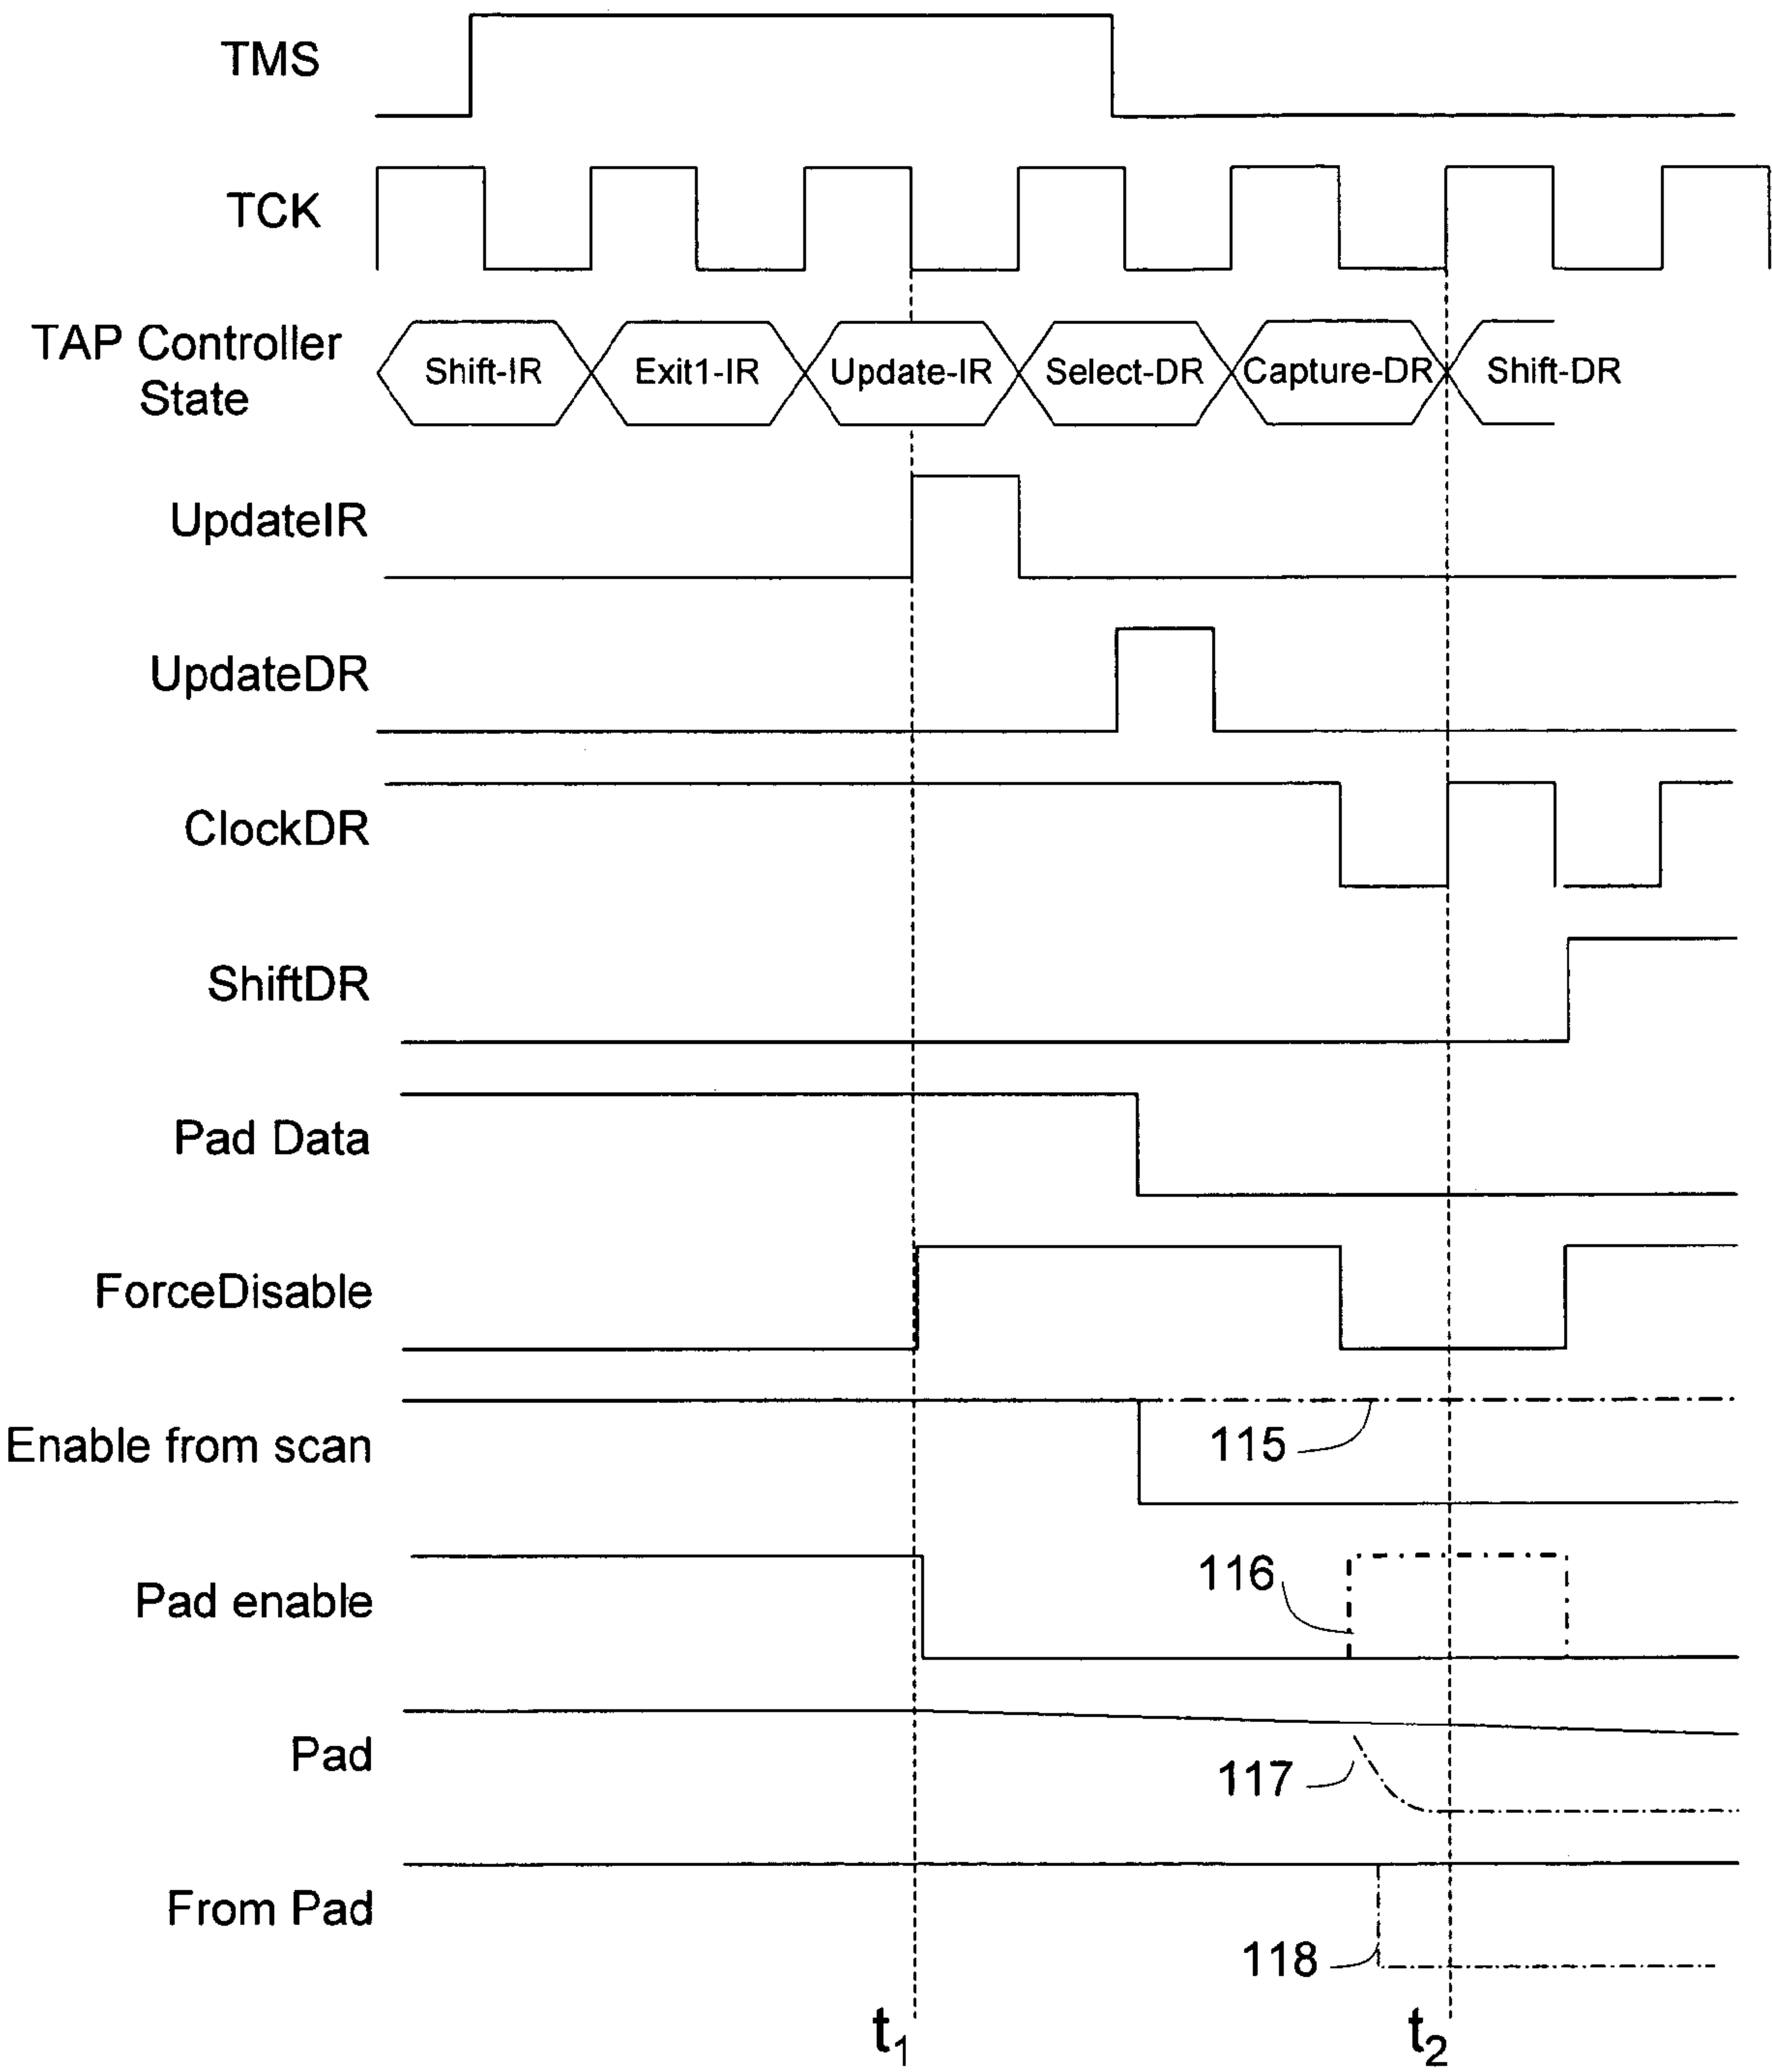 TMS
TCK
TAP Controller
State
Shift-IR Exit1-IR Update-IR Select-DR Capture-DR Shift-DR
UpdateIR
UpdateDR
ClockDR
ShiftDR
Pad Data
ForceDisable
Enable from scan
115
Pad enable
116
Pad
117
From Pad
118
t1 t2